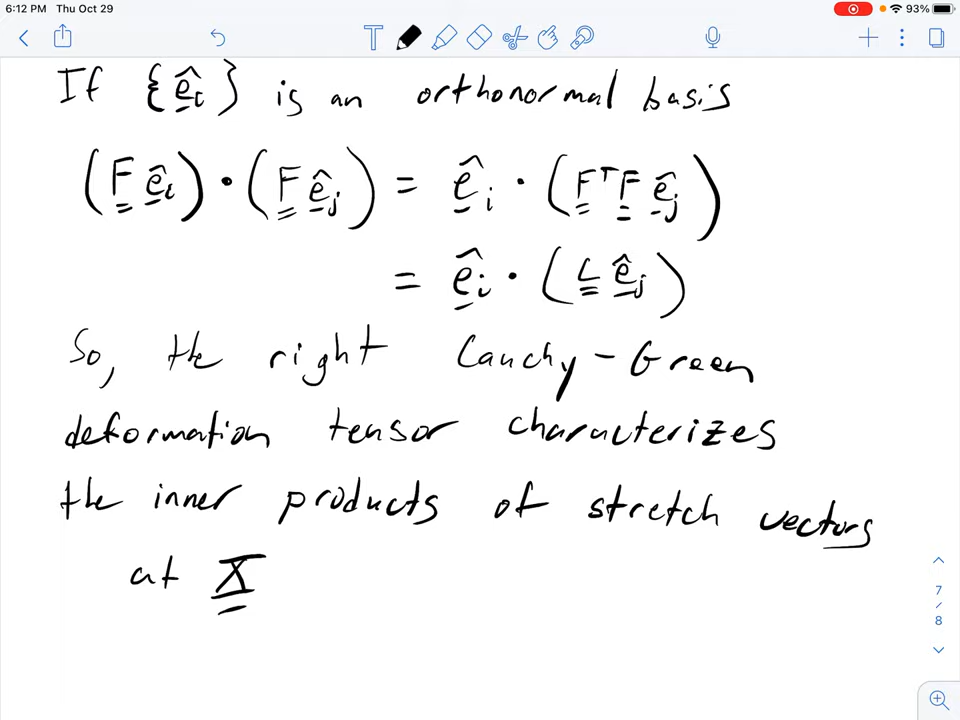 6:12 PM Thu Oct 29 93%
If {ê_i} is an orthonormal basis
(F ê_i) · (F ê_j) = ê_i · (FᵀF ê_j)
= ê_i · (C ê_j)
So, the right Cauchy-Green
deformation tensor characterizes
the inner products of stretch vectors
at X
7
/
8